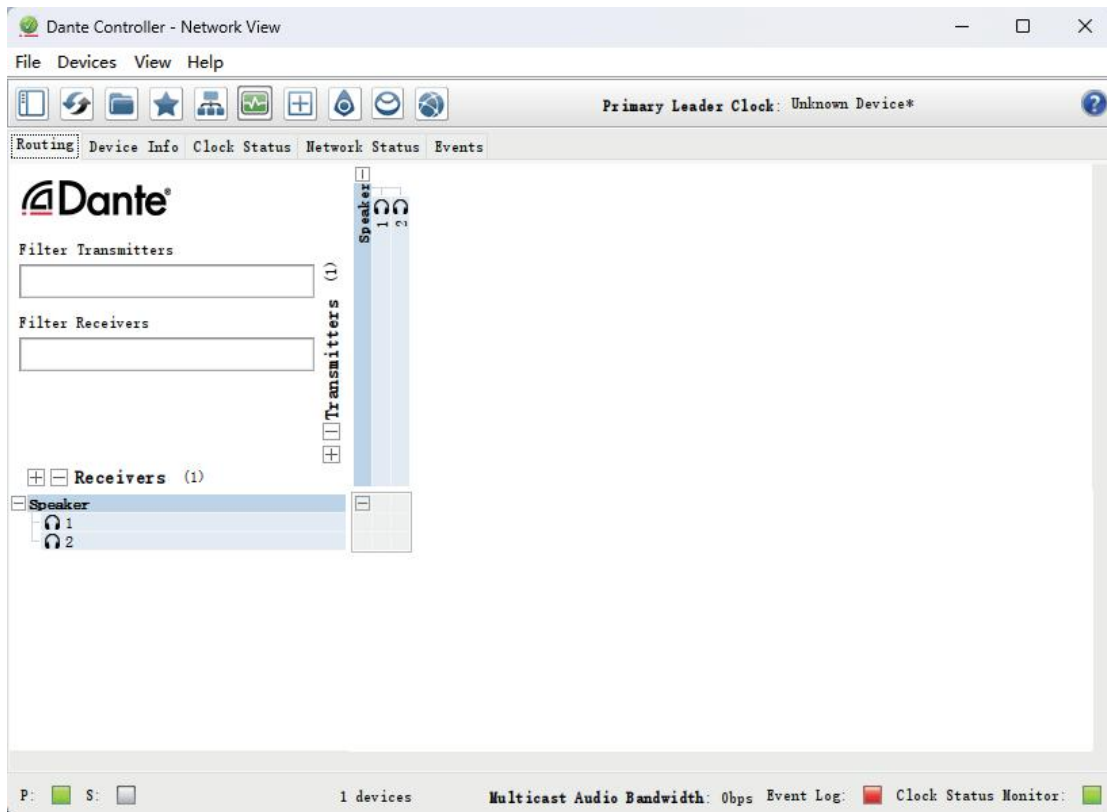 Dante Controller - Network View
File Devices View Help
Primary Leader Clock: Unknown Device*
Routing Device Info Clock Status Network Status Events
Dante®
Filter Transmitters
Filter Receivers
Transmitters (1)
Speaker
1
2
Receivers (1)
Speaker
1
2
P: S: 1 devices Multicast Audio Bandwidth: 0bps Event Log: Clock Status Monitor: